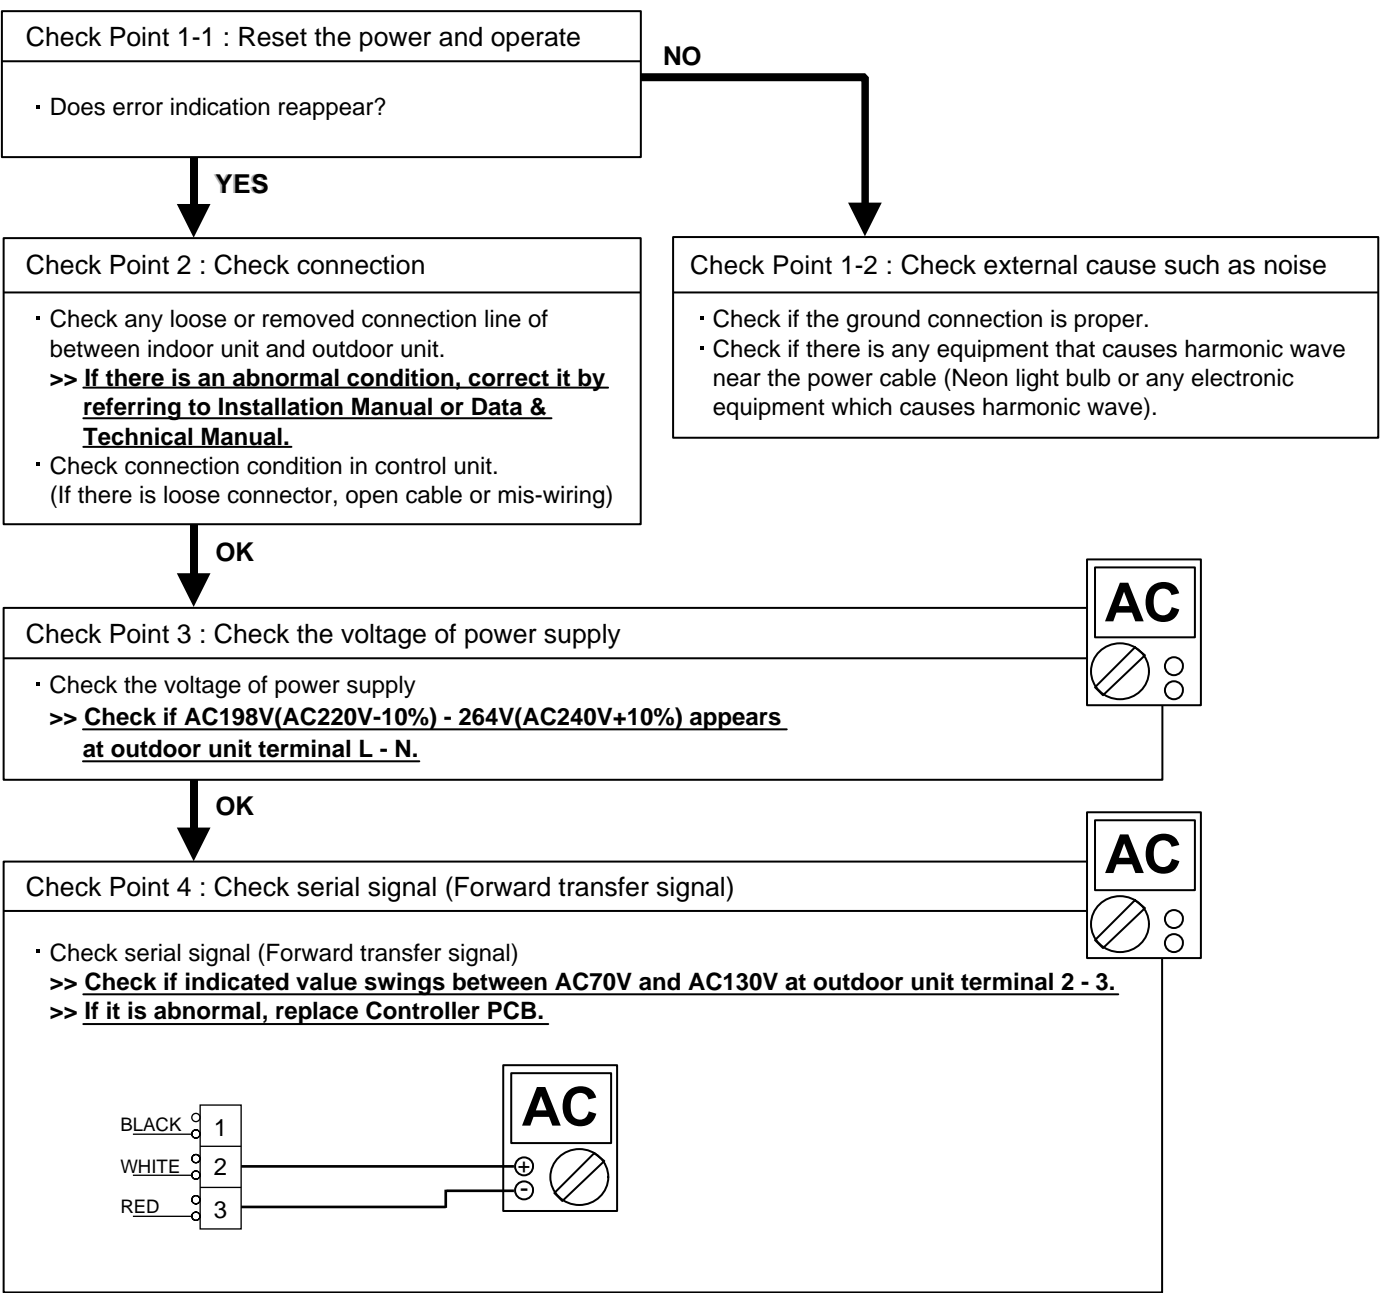 Check Point 1-1 : Reset the power and operate
· Does error indication reappear?
NO
YES
Check Point 2 : Check connection
· Check any loose or removed connection line of
between indoor unit and outdoor unit.
>> If there is an abnormal condition, correct it by
referring to Installation Manual or Data &
Technical Manual.
· Check connection condition in control unit.
(If there is loose connector, open cable or mis-wiring)
Check Point 1-2 : Check external cause such as noise
· Check if the ground connection is proper.
· Check if there is any equipment that causes harmonic wave
near the power cable (Neon light bulb or any electronic
equipment which causes harmonic wave).
OK
AC
Check Point 3 : Check the voltage of power supply
· Check the voltage of power supply
>> Check if AC198V(AC220V-10%) - 264V(AC240V+10%) appears
at outdoor unit terminal L - N.
OK
AC
Check Point 4 : Check serial signal (Forward transfer signal)
· Check serial signal (Forward transfer signal)
>> Check if indicated value swings between AC70V and AC130V at outdoor unit terminal 2 - 3.
>> If it is abnormal, replace Controller PCB.
AC
BLACK 1
WHITE 2 +
RED 3 -